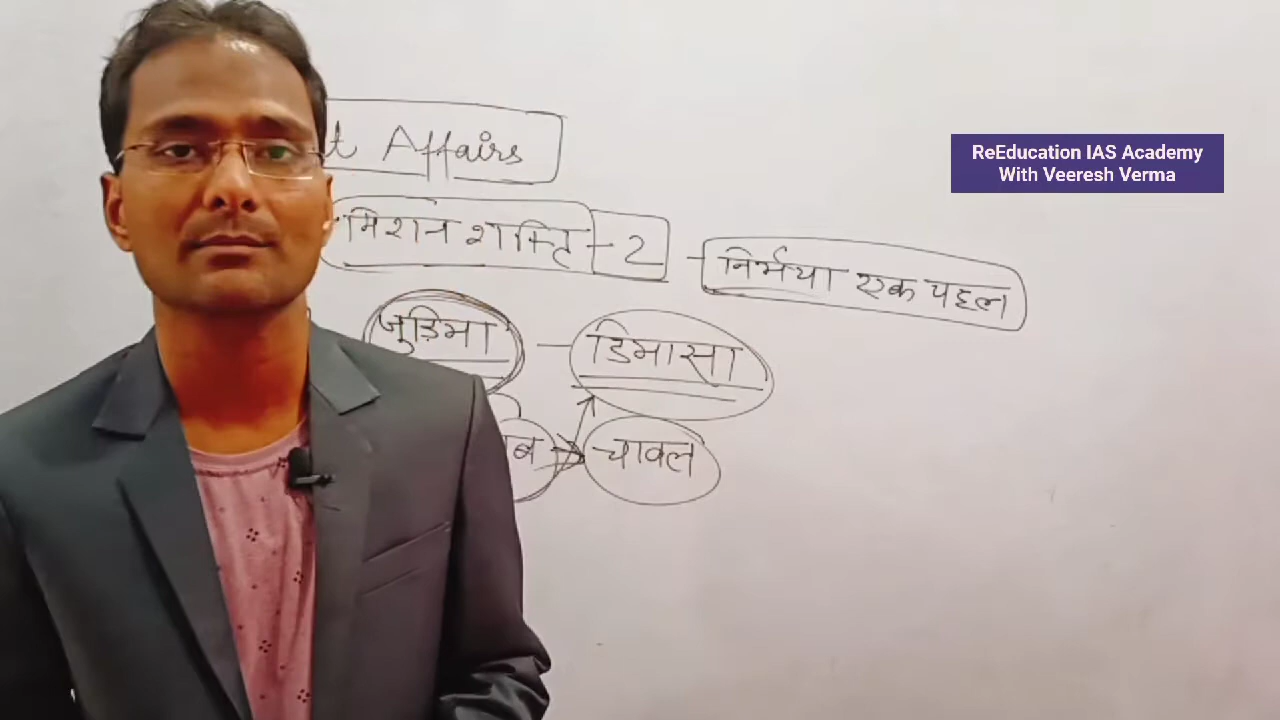 ReEducation IAS Academy
With Veeresh Verma
t Affairs
मिशन शक्ति - 2 - निर्भया एक पहल
जुडिमा - डिमासा
ब → चावल